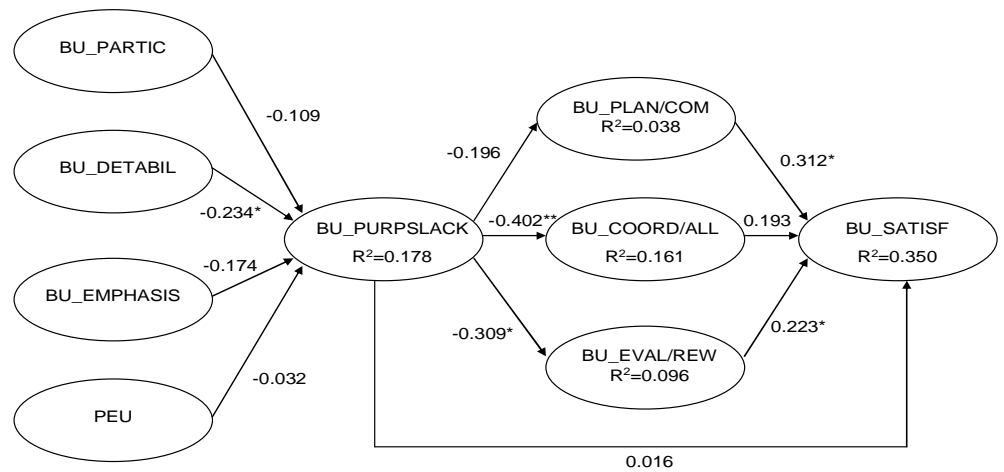 BU_PARTIC
-0.109
BU_DETABIL
-0.234*
BU_EMPHASIS
-0.174
PEU
-0.032
BU_PURPSLACK
R²=0.178
-0.196
-0.402**
-0.309*
BU_PLAN/COM
R²=0.038
BU_COORD/ALL
R²=0.161
BU_EVAL/REW
R²=0.096
0.312*
0.193
0.223*
BU_SATISF
R²=0.350
0.016